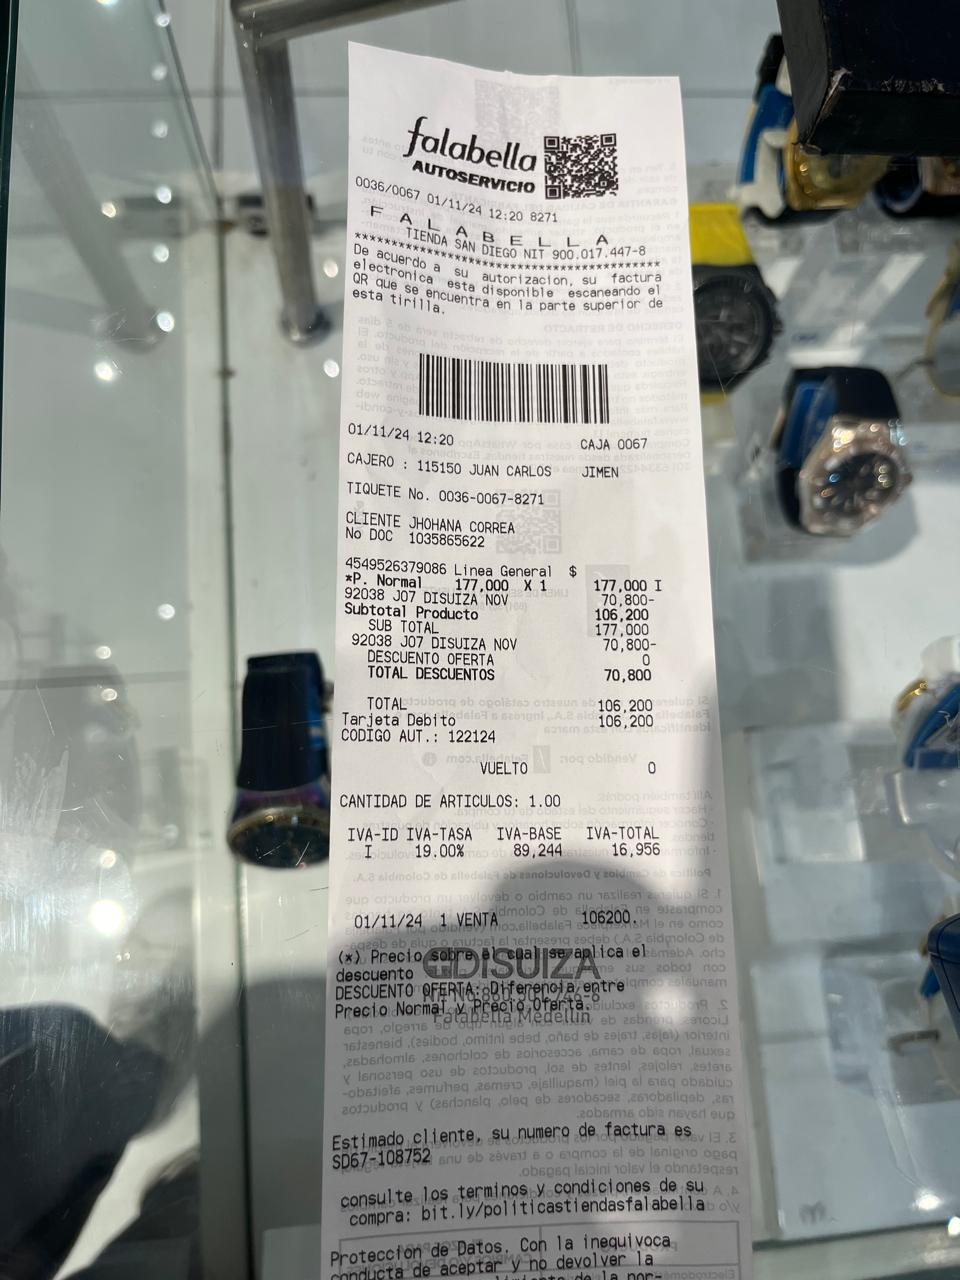 falabella
AUTOSERVICIO
0036/0067 01/11/24 12:20 8271
F A L A B E L L A
TIENDA SAN DIEGO NIT 900.017.447-8
****************************************
De acuerdo a su autorizacion, su factura
electronica esta disponible escaneando el
QR que se encuentra en la parte superior de
esta tirilla.
01/11/24 12:20 CAJA 0067
CAJERO : 115150 JUAN CARLOS JIMEN
TIQUETE No. 0036-0067-8271
CLIENTE JHOHANA CORREA
No DOC 1035865622
4549526379086 Linea General $
*P. Normal 177,000 X 1 177,000 I
92038 J07 DISUIZA NOV 70,800-
Subtotal Producto 106,200
SUB TOTAL 177,000
92038 J07 DISUIZA NOV 70,800-
DESCUENTO OFERTA 0
TOTAL DESCUENTOS 70,800
TOTAL 106,200
Tarjeta Debito 106,200
CODIGO AUT.: 122124
VUELTO 0
CANTIDAD DE ARTICULOS: 1.00
IVA-ID IVA-TASA IVA-BASE IVA-TOTAL
I 19.00% 89,244 16,956
01/11/24 1 VENTA 106200.
(*) Precio sobre el cual se aplica el
descuento
DISUIZA
DESCUENTO OFERTA: Diferencia entre
Precio Normal y Precio Oferta.
Falabella Medellín
Estimado cliente, su numero de factura es
SD67-108752
consulte los terminos y condiciones de su
compra: bit.ly/politicastiendasfalabella
Protección de Datos. Con la inequivoca
conducta de aceptar y no devolver la